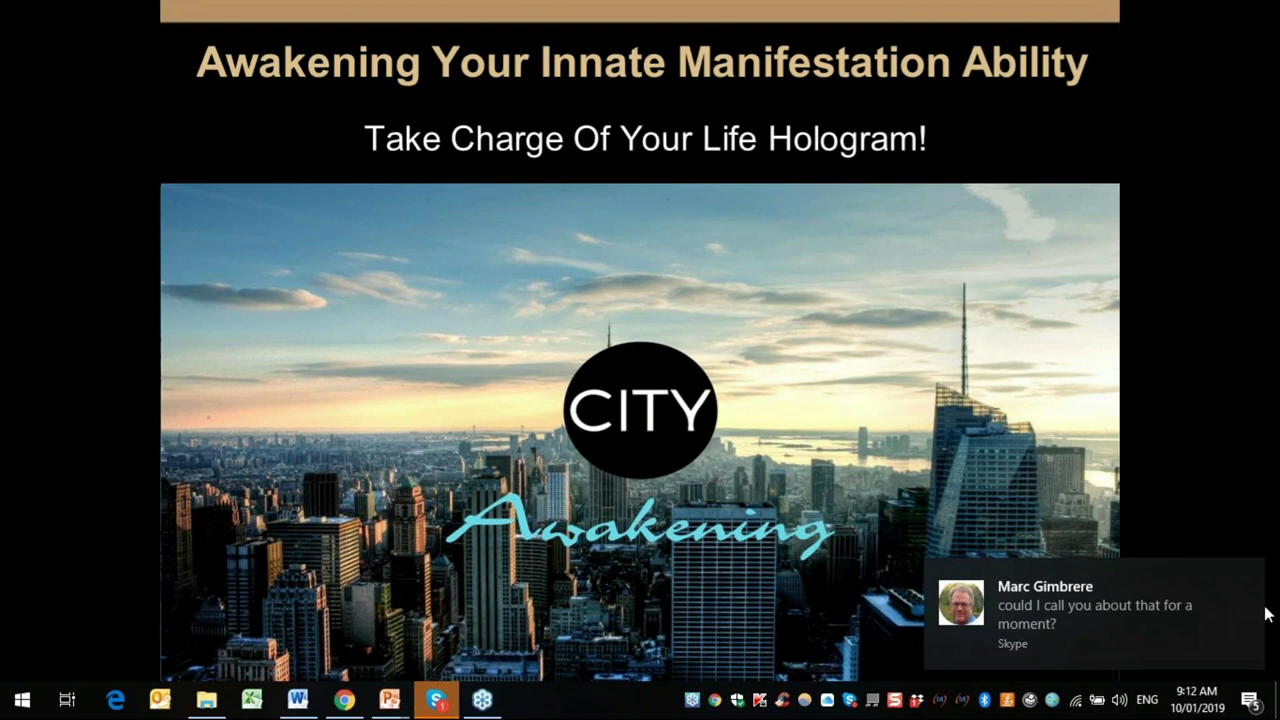 Awakening Your Innate Manifestation Ability
Take Charge Of Your Life Hologram!
CITY
Awakening
Marc Gimbrere
could I call you about that for a
moment?
Skype
ENG
9:12 AM
10/01/2019
5